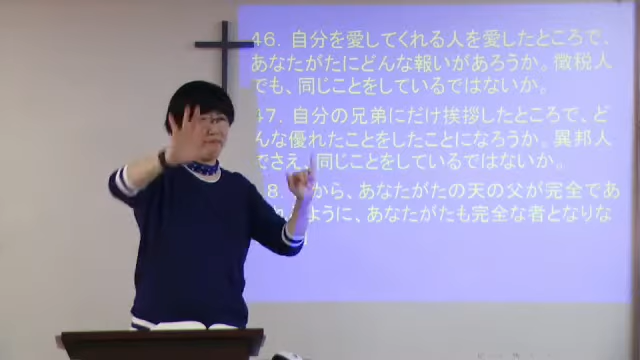 46. 自分を愛してくれる人を愛したところで、
あなたがたにどんな報いがあろうか。徴税人
でも、同じことをしているではないか。
47. 自分の兄弟にだけ挨拶したところで、ど
んな優れたことをしたことになろうか。異邦人
でさえ、同じことをしているではないか。
8. から、あなたがたの天の父が完全であ
ように、あなたがたも完全な者となりな